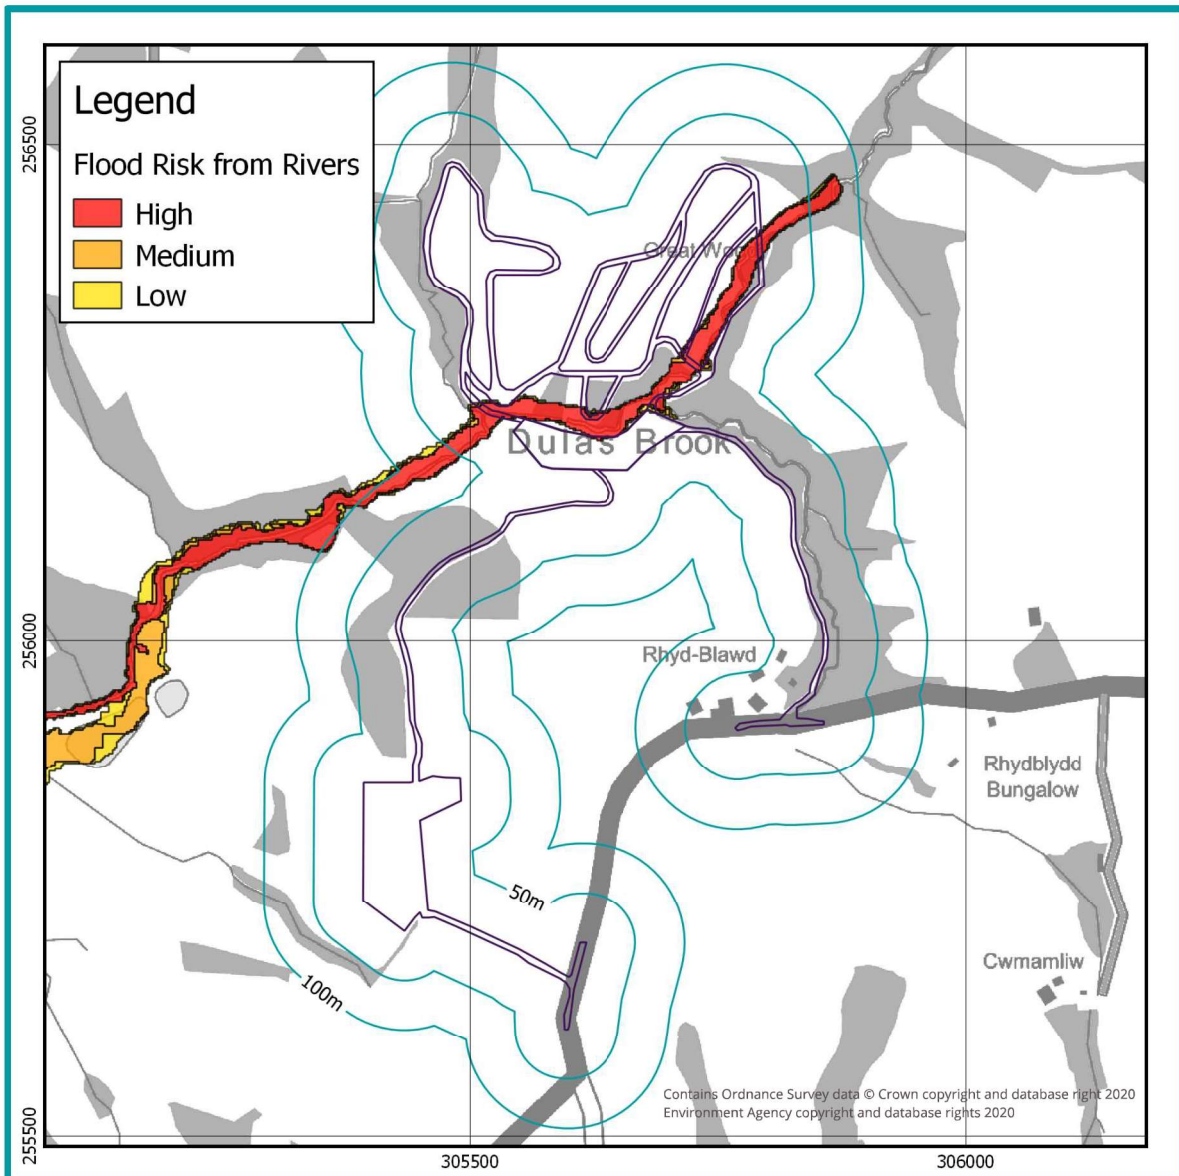 Legend
Flood Risk from Rivers
High
Medium
Low
256500
256000
255500
305500
306000
Great Wood
Dulas Brook
Rhyd-Blawd
Rhydblydd
Bungalow
Cwmamliw
50m
100m
Contains Ordnance Survey data © Crown copyright and database right 2020
Environment Agency copyright and database rights 2020